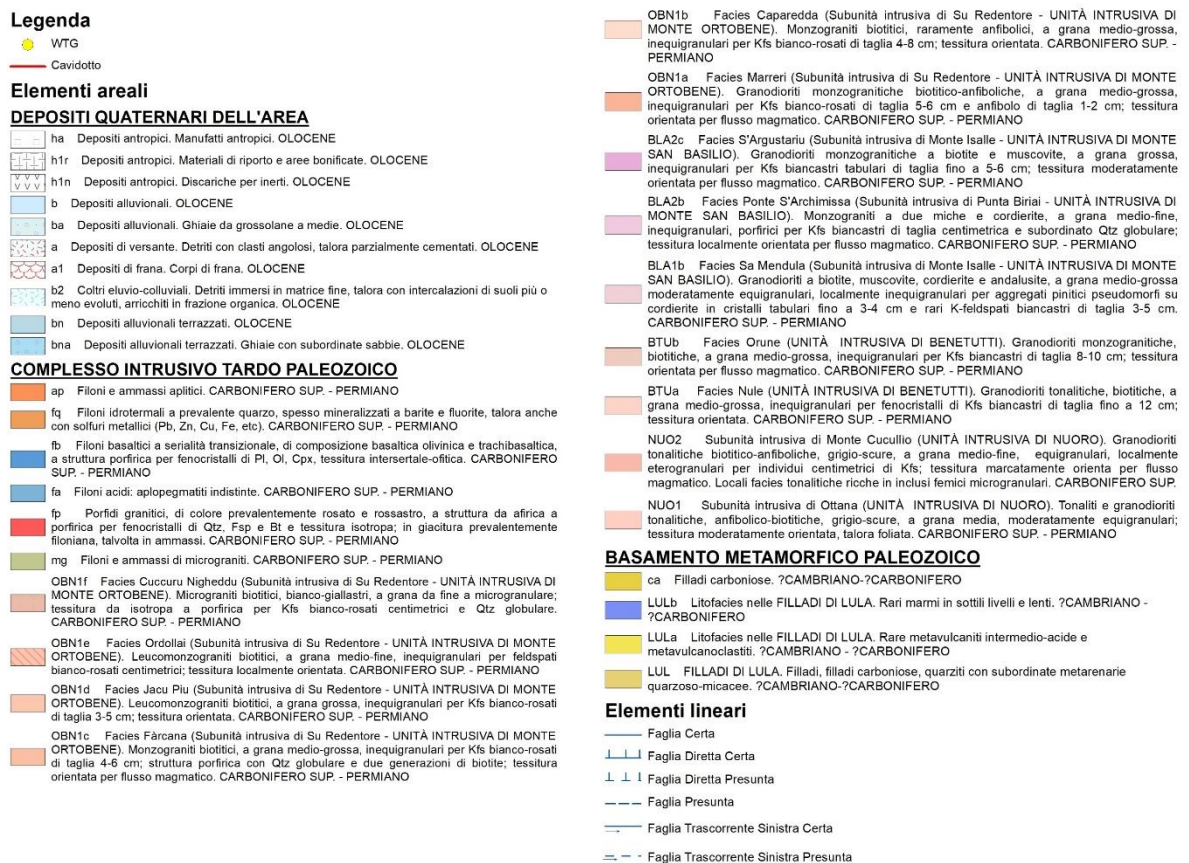 Legenda
WTG
Cavidotto
Elementi areali
DEPOSITI QUATERNARI DELL'AREA
ha Depositi antropici. Manufatti antropici. OLOCENE
h1r Depositi antropici. Materiali di riporto e aree bonificate. OLOCENE
h1n Depositi antropici. Discariche per inerti. OLOCENE
b Depositi alluvionali. OLOCENE
ba Depositi alluvionali. Ghiaie da grossolane a medie. OLOCENE
a Depositi di versante. Detriti con clasti angolosi, talora parzialmente cementati. OLOCENE
a1 Depositi di frana. Corpi di frana. OLOCENE
b2 Coltri eluvio-colluviali. Detriti immersi in matrice fine, talora con intercalazioni di suoli più o
meno evoluti, arricchiti in frazione organica. OLOCENE
bn Depositi alluvionali terrazzati. OLOCENE
bna Depositi alluvionali terrazzati. Ghiaie con subordinate sabbie. OLOCENE
COMPLESSO INTRUSIVO TARDO PALEOZOICO
ap Filoni e ammassi aplitici. CARBONIFERO SUP. - PERMIANO
fq Filoni idrotermali a prevalente quarzo, spesso mineralizzati a barite e fluorite, talora anche
con solfuri metallici (Pb, Zn, Cu, Fe, etc). CARBONIFERO SUP. - PERMIANO
fb Filoni basaltici a serialità transizionale, di composizione basaltica olivinica e trachibasaltica,
a struttura porfirica per fenocristalli di Pl, Ol, Cpx, tessitura intersertale-ofitica. CARBONIFERO
SUP. - PERMIANO
fa Filoni acidi: aplopegmatiti indistinte. CARBONIFERO SUP. - PERMIANO
fp Porfidi granitici, di colore prevalentemente rosato e rossastro, a struttura da afirica a
porfirica per fenocristalli di Qtz, Fsp e Bt e tessitura isotropa; in giacitura prevalentemente
filoniana, talvolta in ammassi. CARBONIFERO SUP. - PERMIANO
mg Filoni e ammassi di micrograniti. CARBONIFERO SUP. - PERMIANO
OBN1f Facies Cuccuru Nigheddu (Subunità intrusiva di Su Redentore - UNITÀ INTRUSIVA DI
MONTE ORTOBENE). Micrograniti biotitici, bianco-giallastri, a grana da fine a microgranulare;
tessitura da isotropa a porfirica per Kfs bianco-rosati centimetrici e Qtz globulare.
CARBONIFERO SUP. - PERMIANO
OBN1e Facies Ordollai (Subunità intrusiva di Su Redentore - UNITÀ INTRUSIVA DI MONTE
ORTOBENE). Leucomonzograniti biotitici, a grana medio-fine, inequigranulari per feldspati
bianco-rosati centimetrici; tessitura localmente orientata. CARBONIFERO SUP. - PERMIANO
OBN1d Facies Jacu Piu (Subunità intrusiva di Su Redentore - UNITÀ INTRUSIVA DI MONTE
ORTOBENE). Leucomonzograniti biotitici, a grana grossa, inequigranulari per Kfs bianco-rosati
di taglia 3-5 cm; tessitura orientata. CARBONIFERO SUP. - PERMIANO
OBN1c Facies Fàrcana (Subunità intrusiva di Su Redentore - UNITÀ INTRUSIVA DI MONTE
ORTOBENE). Monzograniti biotitici, a grana medio-grossa, inequigranulari per Kfs bianco-rosati
di taglia 4-6 cm; struttura porfirica con Qtz globulare e due generazioni di biotite; tessitura
orientata per flusso magmatico. CARBONIFERO SUP. - PERMIANO
OBN1b Facies Caparedda (Subunità intrusiva di Su Redentore - UNITÀ INTRUSIVA DI
MONTE ORTOBENE). Monzograniti biotitici, raramente anfibolici, a grana medio-grossa,
inequigranulari per Kfs bianco-rosati di taglia 4-8 cm; tessitura orientata. CARBONIFERO SUP. -
PERMIANO
OBN1a Facies Marreri (Subunità intrusiva di Su Redentore - UNITÀ INTRUSIVA DI MONTE
ORTOBENE). Granodioriti monzogranitiche biotitico-anfiboliche, a grana medio-grossa,
inequigranulari per Kfs bianco-rosati di taglia 5-6 cm e anfibolo di taglia 1-2 cm; tessitura
orientata per flusso magmatico. CARBONIFERO SUP. - PERMIANO
BLA2c Facies S'Argustariu (Subunità intrusiva di Monte Isalle - UNITÀ INTRUSIVA DI MONTE
SAN BASILIO). Granodioriti monzogranitiche a biotite e muscovite, a grana grossa,
inequigranulari per Kfs biancastri tabulari di taglia fino a 5-6 cm; tessitura moderatamente
orientata per flusso magmatico. CARBONIFERO SUP. - PERMIANO
BLA2b Facies Ponte S'Archimissa (Subunità intrusiva di Punta Biriai - UNITÀ INTRUSIVA DI
MONTE SAN BASILIO). Monzograniti a due miche e cordierite, a grana medio-fine,
inequigranulari, porfirici per Kfs biancastri di taglia centimetrica e subordinato Qtz globulare;
tessitura localmente orientata per flusso magmatico. CARBONIFERO SUP. - PERMIANO
BLA1b Facies Sa Mendula (Subunità intrusiva di Monte Isalle - UNITÀ INTRUSIVA DI MONTE
SAN BASILIO). Granodioriti a biotite, muscovite, cordierite e andalusite, a grana medio-grossa
moderatamente equigranulari, localmente inequigranulari per aggregati pinitici pseudomorfi su
cordierite in cristalli tabulari fino a 3-4 cm e rari K-feldspati biancastri di taglia 3-5 cm.
CARBONIFERO SUP. - PERMIANO
BTUb Facies Orune (UNITÀ INTRUSIVA DI BENETUTTI). Granodioriti monzogranitiche,
biotitiche, a grana medio-grossa, inequigranulari per Kfs biancastri di taglia 8-10 cm; tessitura
orientata per flusso magmatico. CARBONIFERO SUP. - PERMIANO
BTUa Facies Nule (UNITÀ INTRUSIVA DI BENETUTTI). Granodioriti tonalitiche, biotitiche, a
grana medio-grossa, inequigranulari per fenocristalli di Kfs biancastri di taglia fino a 12 cm;
tessitura orientata. CARBONIFERO SUP. - PERMIANO
NUO2 Subunità intrusiva di Monte Cucullio (UNITÀ INTRUSIVA DI NUORO). Granodioriti
tonalitiche biotitico-anfiboliche, grigio-scure, a grana medio-fine, equigranulari, localmente
eterogranulari per individui centimetrici di Kfs; tessitura marcatamente orienta per flusso
magmatico. Locali facies tonalitiche ricche in inclusi femici microgranulari. CARBONIFERO SUP.
NUO1 Subunità intrusiva di Ottana (UNITÀ INTRUSIVA DI NUORO). Tonaliti e granodioriti
tonalitiche, anfibolico-biotitiche, grigio-scure, a grana media, moderatamente equigranulari;
tessitura moderatamente orientata, talora foliata. CARBONIFERO SUP. - PERMIANO
BASAMENTO METAMORFICO PALEOZOICO
ca Filladi carboniose. ?CAMBRIANO-?CARBONIFERO
LULb Litofacies nelle FILLADI DI LULA. Rari marmi in sottili livelli e lenti. ?CAMBRIANO -
?CARBONIFERO
LULa Litofacies nelle FILLADI DI LULA. Rare metavulcaniti intermedio-acide e
metavulcanoclastiti. ?CAMBRIANO - ?CARBONIFERO
LUL FILLADI DI LULA. Filladi, filladi carboniose, quarziti con subordinate metarenarie
quarzoso-micacee. ?CAMBRIANO-?CARBONIFERO
Elementi lineari
Faglia Certa
Faglia Diretta Certa
Faglia Diretta Presunta
Faglia Presunta
Faglia Trascorrente Sinistra Certa
Faglia Trascorrente Sinistra Presunta